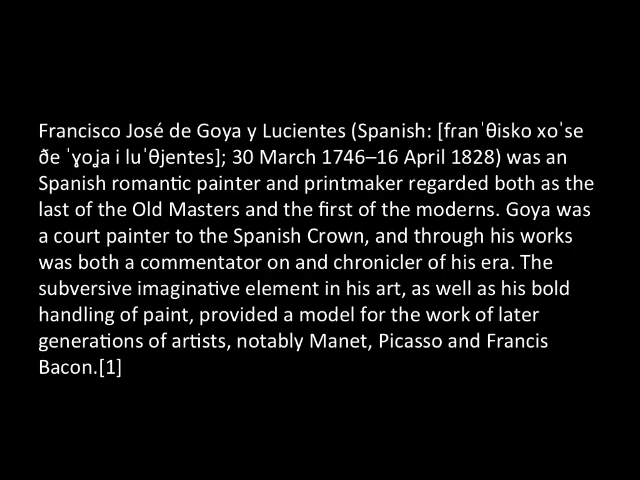 Francisco José de Goya y Lucientes (Spanish: [fɾanˈθisko xoˈse
ðe ˈɣoʝa i luˈθjentes]; 30 March 1746–16 April 1828) was an
Spanish romantic painter and printmaker regarded both as the
last of the Old Masters and the first of the moderns. Goya was
a court painter to the Spanish Crown, and through his works
was both a commentator on and chronicler of his era. The
subversive imaginative element in his art, as well as his bold
handling of paint, provided a model for the work of later
generations of artists, notably Manet, Picasso and Francis
Bacon.[1]